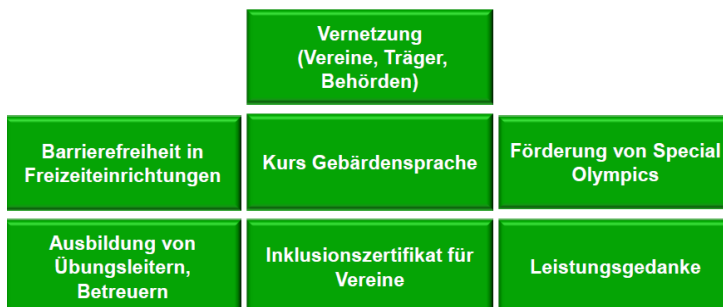 Vernetzung
(Vereine, Träger,
Behörden)
Barrierefreiheit in
Freizeiteinrichtungen
Kurs Gebärdensprache
Förderung von Special
Olympics
Ausbildung von
Übungsleitern,
Betreuern
Inklusionszertifikat für
Vereine
Leistungsgedanke